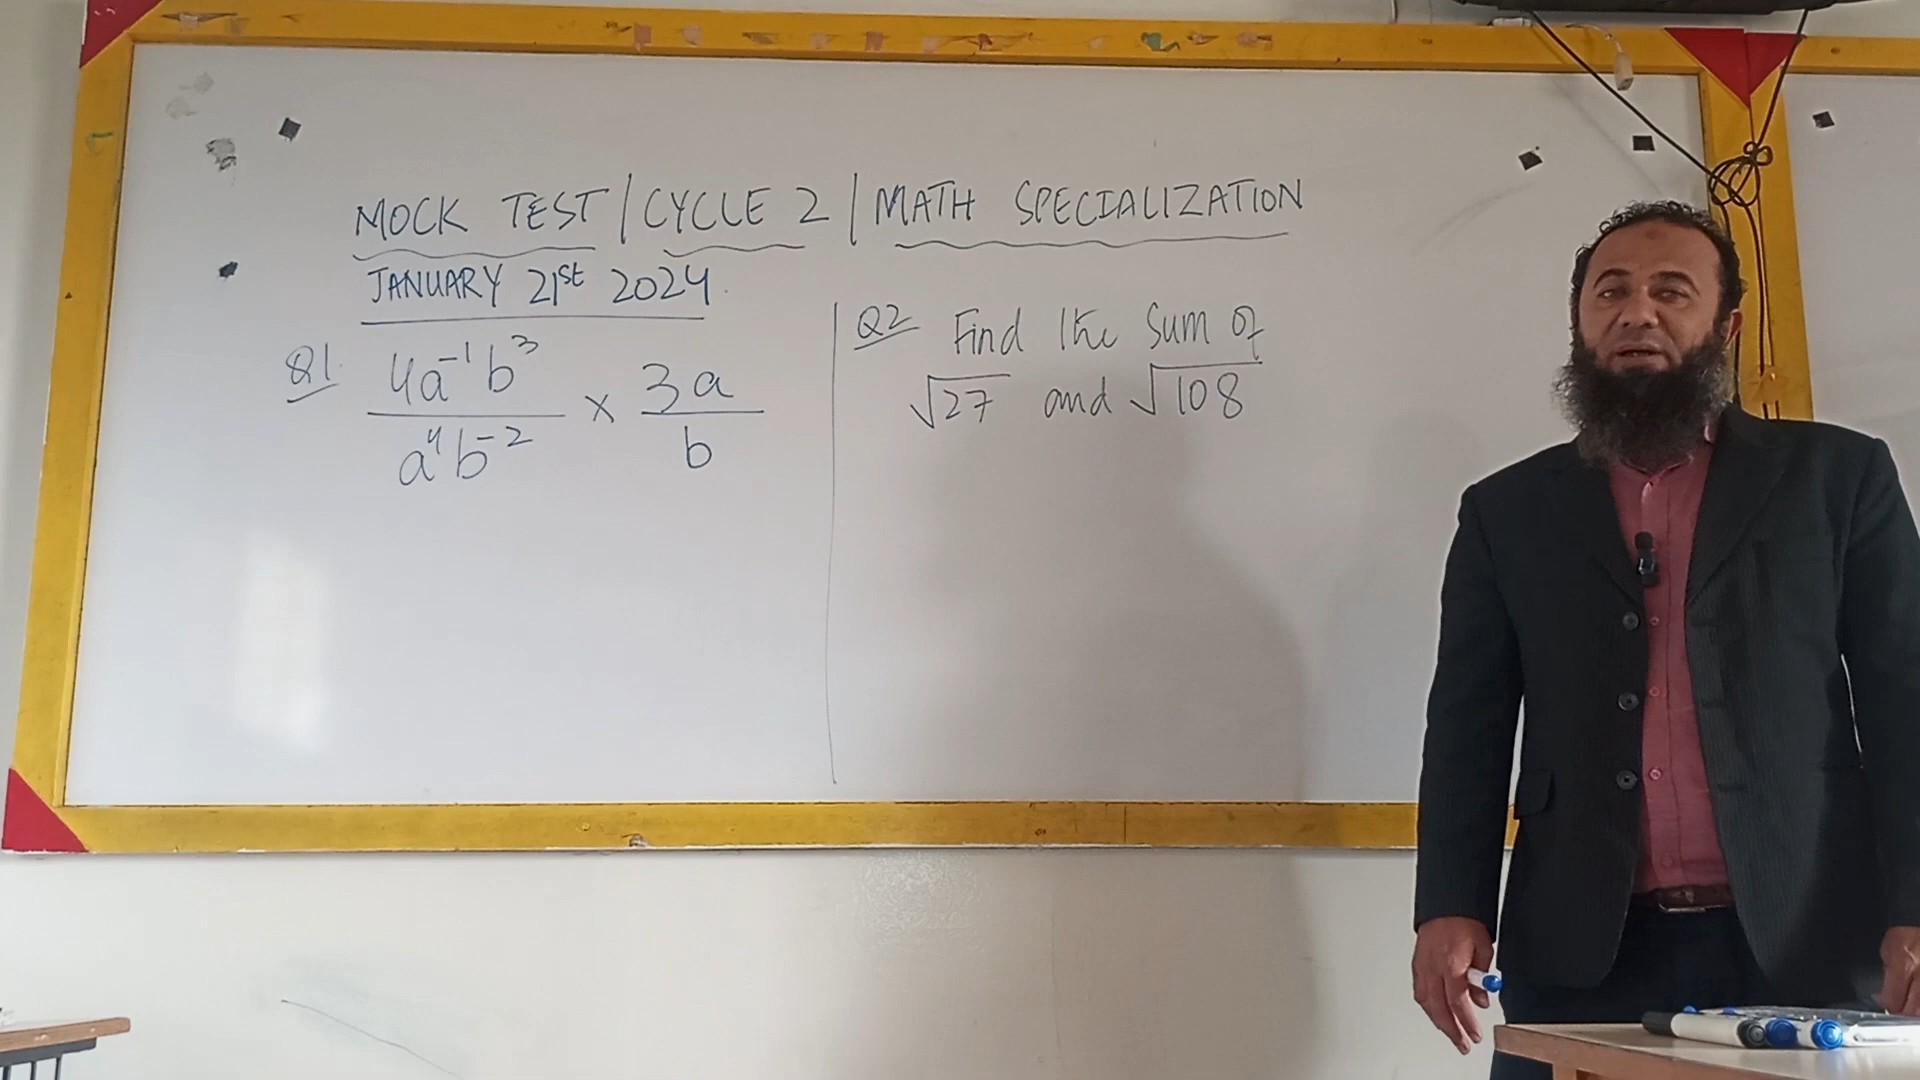 MOCK TEST / CYCLE 2 / MATH SPECIALIZATION
JANUARY 21st 2024.
Q1. 4a⁻¹b³ / a⁴b⁻² × 3a / b
Q2 Find the Sum of
√27 and √108